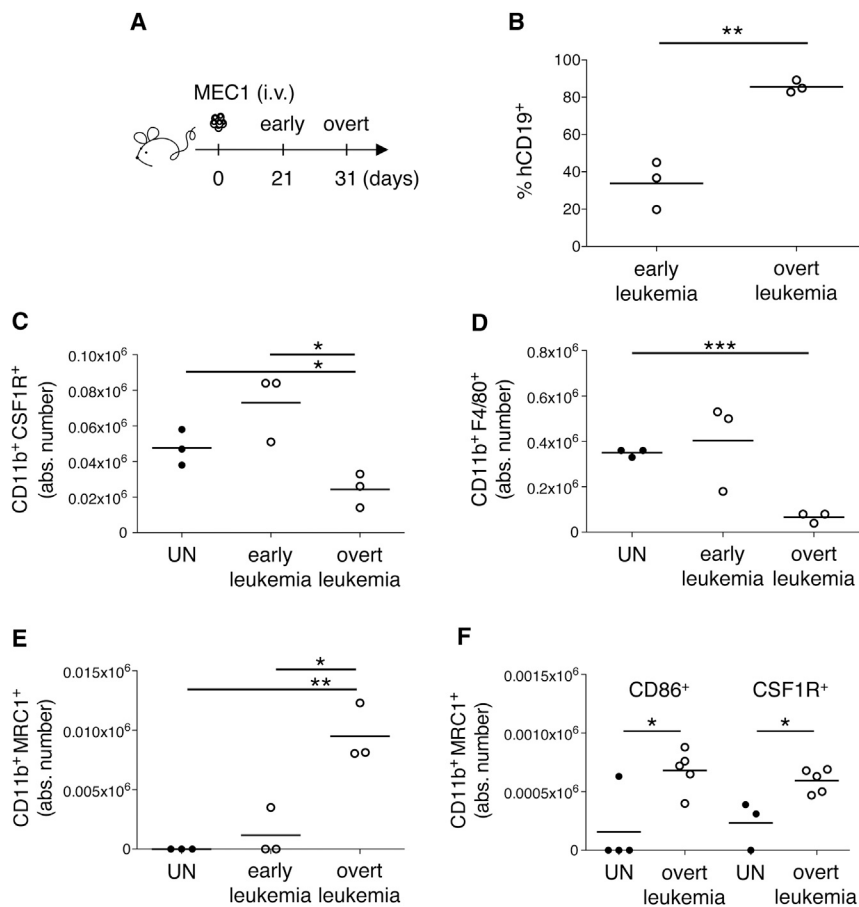 A
MEC1 (i.v.)
early overt
0 21 31 (days)
B
**
% hCD19+
100
80
60
40
20
0
early leukemia
overt leukemia
C
*
*
CD11b+CSF1R+
(abs. number)
0.10x10⁶
0.08x10⁶
0.06x10⁶
0.04x10⁶
0.02x10⁶
0
UN
early leukemia
overt leukemia
D
***
CD11b+F4/80+
(abs. number)
0.8x10⁶
0.6x10⁶
0.4x10⁶
0.2x10⁶
0
UN
early leukemia
overt leukemia
E
*
**
CD11b+MRC1+
(abs. number)
0.015x10⁶
0.010x10⁶
0.005x10⁶
0
UN
early leukemia
overt leukemia
F
CD86+ CSF1R+
* *
CD11b+MRC1+
(abs. number)
0.0015x10⁶
0.0010x10⁶
0.0005x10⁶
0
UN
overt leukemia
UN
overt leukemia